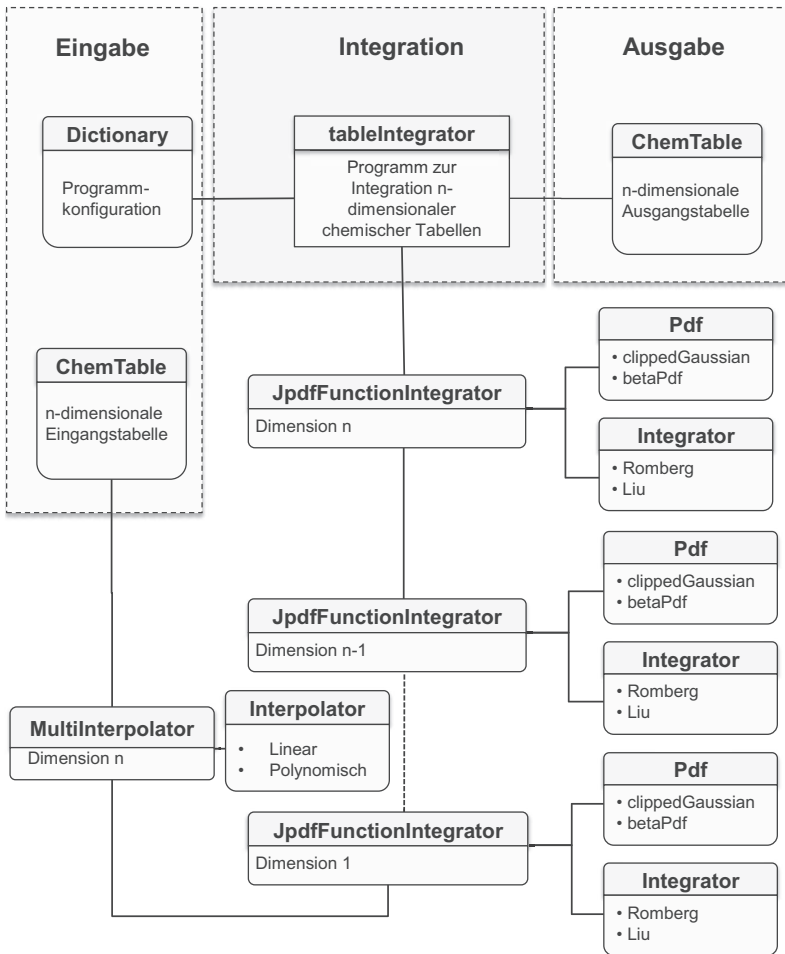 Eingabe
Integration
Ausgabe
Dictionary
Programm-
konfiguration
tableIntegrator
Programm zur
Integration n-
dimensionaler
chemischer Tabellen
ChemTable
n-dimensionale
Ausgangstabelle
ChemTable
n-dimensionale
Eingangstabelle
JpdfFunctionIntegrator
Dimension n
Pdf
• clippedGaussian
• betaPdf
Integrator
• Romberg
• Liu
JpdfFunctionIntegrator
Dimension n-1
Pdf
• clippedGaussian
• betaPdf
Integrator
• Romberg
• Liu
MultiInterpolator
Dimension n
Interpolator
• Linear
• Polynomisch
JpdfFunctionIntegrator
Dimension 1
Pdf
• clippedGaussian
• betaPdf
Integrator
• Romberg
• Liu